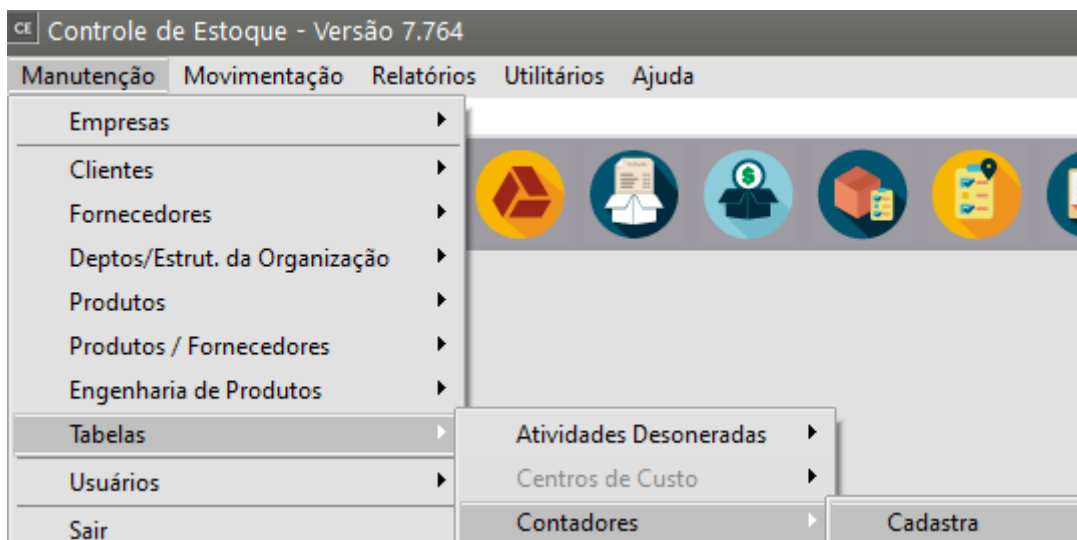 CE Controle de Estoque - Versão 7.764
Manutenção Movimentação Relatórios Utilitários Ajuda
Empresas
Clientes
Fornecedores
Deptos/Estrut. da Organização
Produtos
Produtos / Fornecedores
Engenharia de Produtos
Tabelas
Atividades Desoneradas
Usuários
Centros de Custo
Sair
Contadores
Cadastra